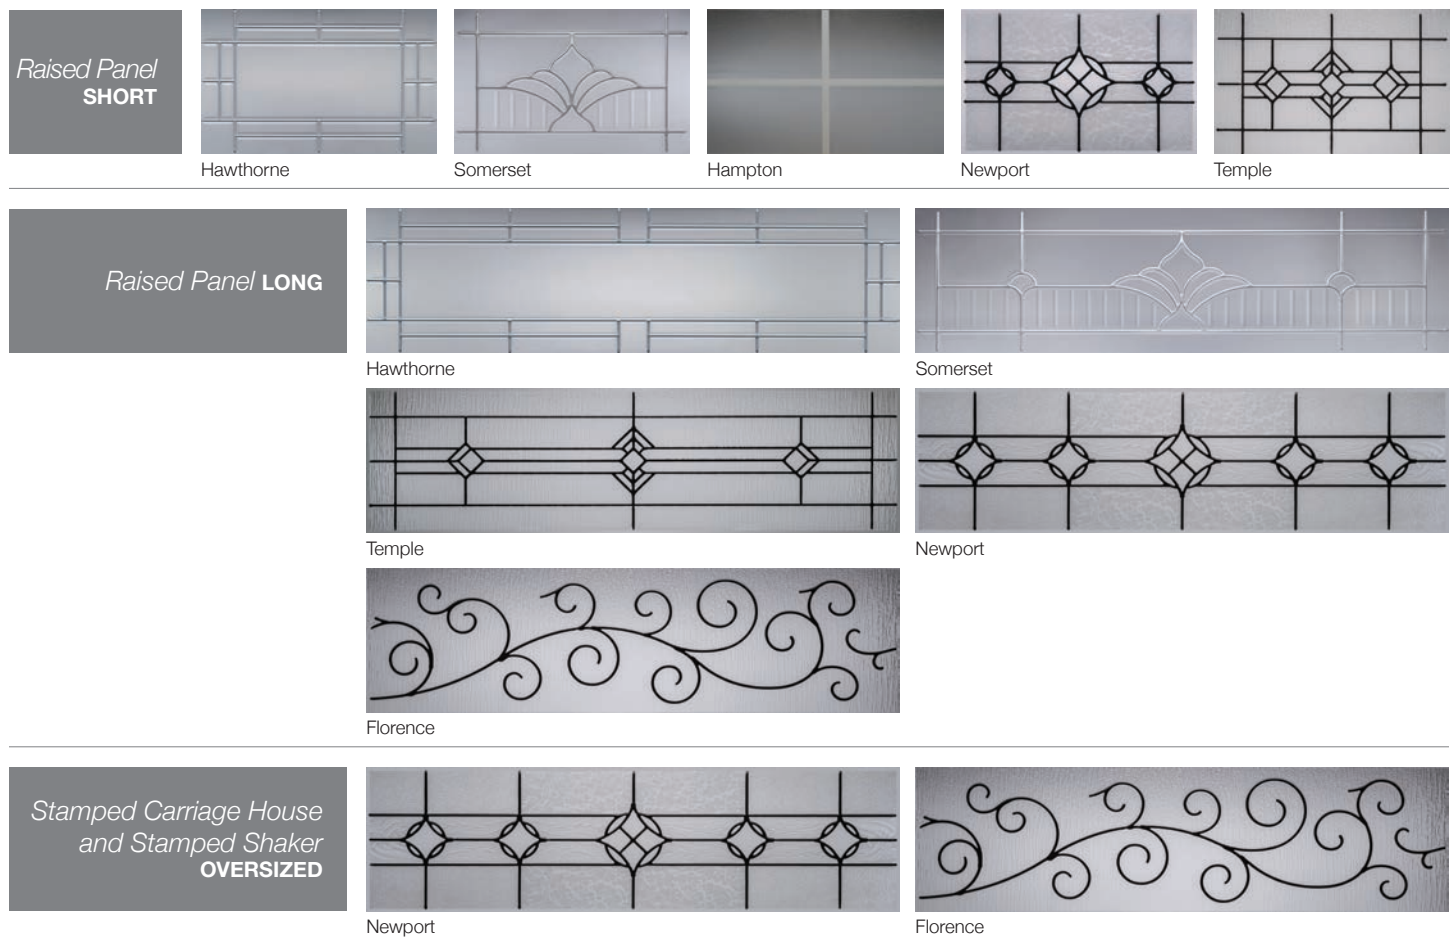 Raised Panel
SHORT
Hawthorne
Somerset
Hampton
Newport
Temple
Raised Panel LONG
Hawthorne
Somerset
Temple
Newport
Florence
Stamped Carriage House
and Stamped Shaker
OVERSIZED
Newport
Florence